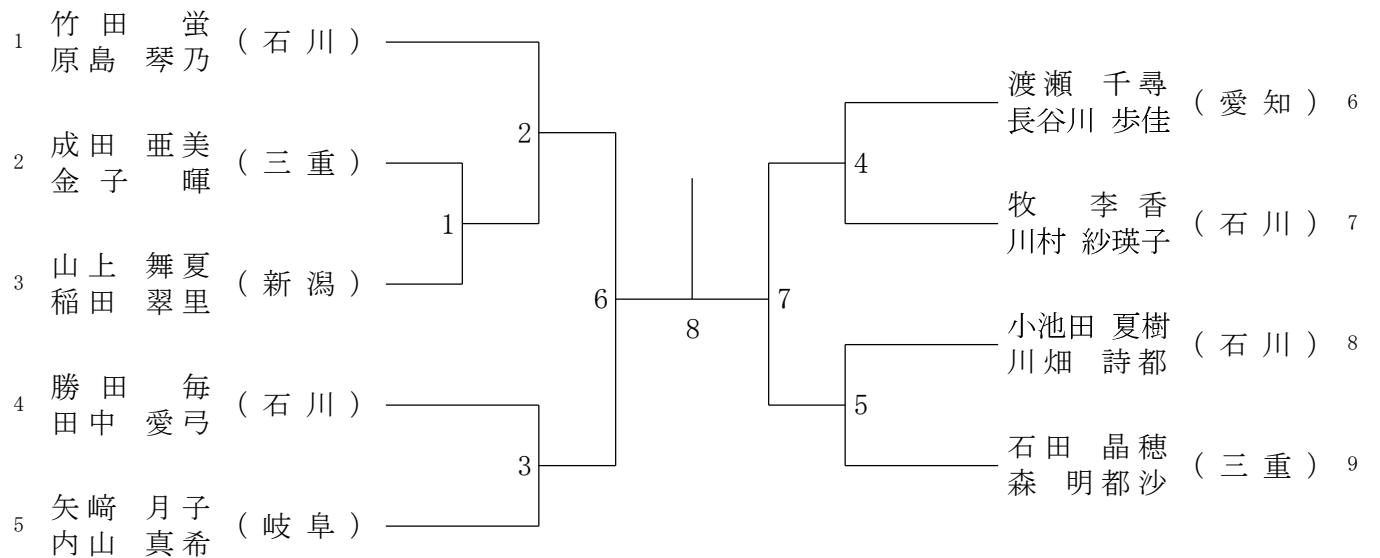 1 竹田 蛍
原島 琴乃 (石川)
2 成田 亜美
金子 暉 (三重)
3 山上 舞夏
稲田 翠里 (新潟)
4 勝田 毎
田中 愛弓 (石川)
5 矢﨑 月子
内山 真希 (岐阜)
1
2
3
6
8
7
4
5
渡瀬 千尋
長谷川 歩佳 (愛知) 6
牧 李香
川村 紗瑛子 (石川) 7
小池田 夏樹
川畑 詩都 (石川) 8
石田 晶穂
森 明都沙 (三重) 9